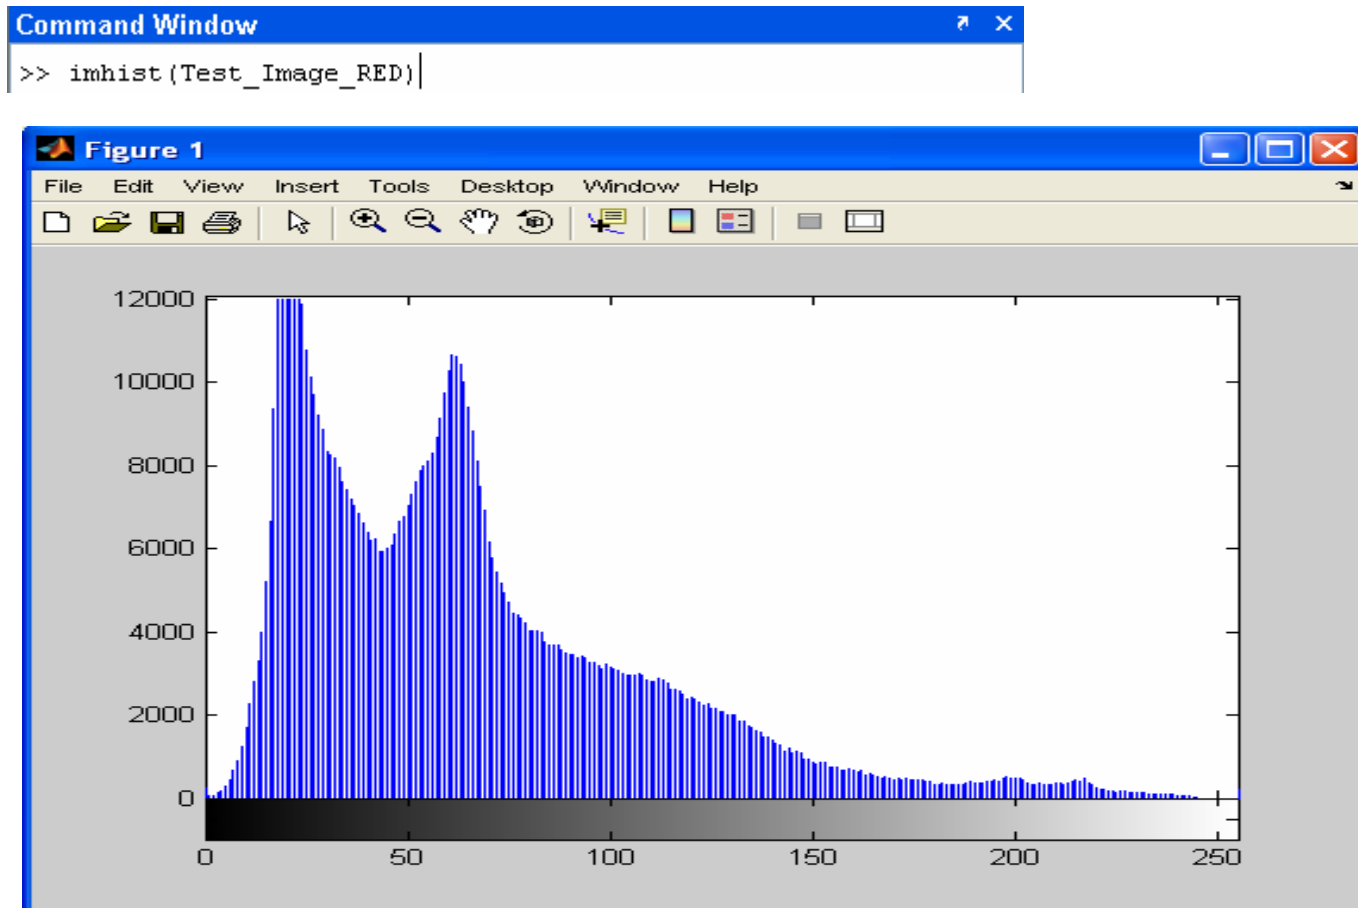 Command Window
>> imhist(Test_Image_RED)
Figure 1
File Edit View Insert Tools Desktop Window Help
12000
10000
8000
6000
4000
2000
0
0 50 100 150 200 250